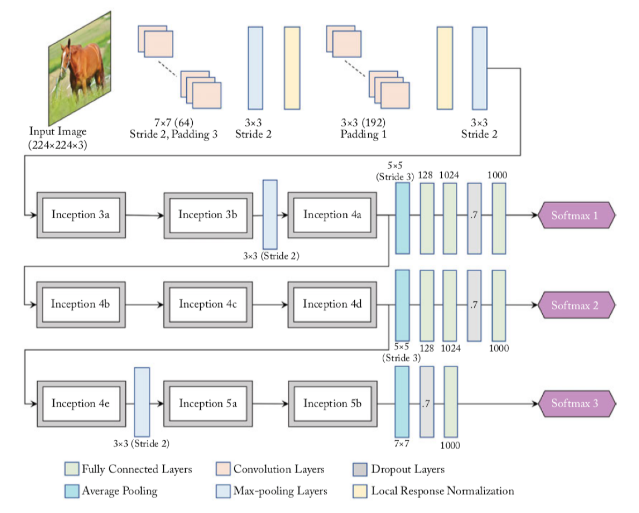 Input Image
(224×224×3)
7×7 (64)
Stride 2, Padding 3
3×3
Stride 2
3×3 (192)
Padding 1
3×3
Stride 2
5×5
(Stride 3) 128 1024 1000
Inception 3a
Inception 3b
Inception 4a
.7
Softmax 1
3×3 (Stride 2)
Inception 4b
Inception 4c
Inception 4d
.7
Softmax 2
5×5 128 1024 1000
(Stride 3)
Inception 4e
Inception 5a
Inception 5b
.7
Softmax 3
3×3 (Stride 2)
7×7
1000
Fully Connected Layers
Convolution Layers
Dropout Layers
Average Pooling
Max-pooling Layers
Local Response Normalization